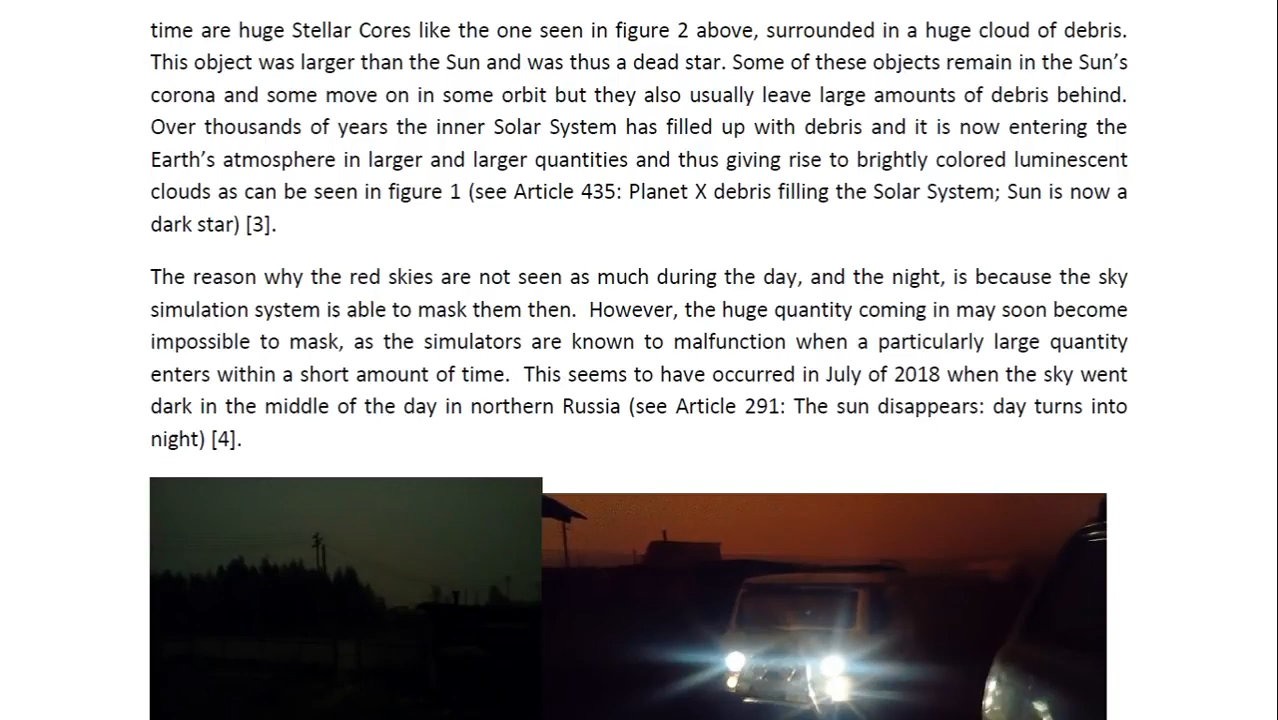 time are huge Stellar Cores like the one seen in figure 2 above, surrounded in a huge cloud of debris.
This object was larger than the Sun and was thus a dead star. Some of these objects remain in the Sun's
corona and some move on in some orbit but they also usually leave large amounts of debris behind.
Over thousands of years the inner Solar System has filled up with debris and it is now entering the
Earth's atmosphere in larger and larger quantities and thus giving rise to brightly colored luminescent
clouds as can be seen in figure 1 (see Article 435: Planet X debris filling the Solar System; Sun is now a
dark star) [3].
The reason why the red skies are not seen as much during the day, and the night, is because the sky
simulation system is able to mask them then.  However, the huge quantity coming in may soon become
impossible to mask, as the simulators are known to malfunction when a particularly large quantity
enters within a short amount of time.  This seems to have occurred in July of 2018 when the sky went
dark in the middle of the day in northern Russia (see Article 291: The sun disappears: day turns into
night) [4].